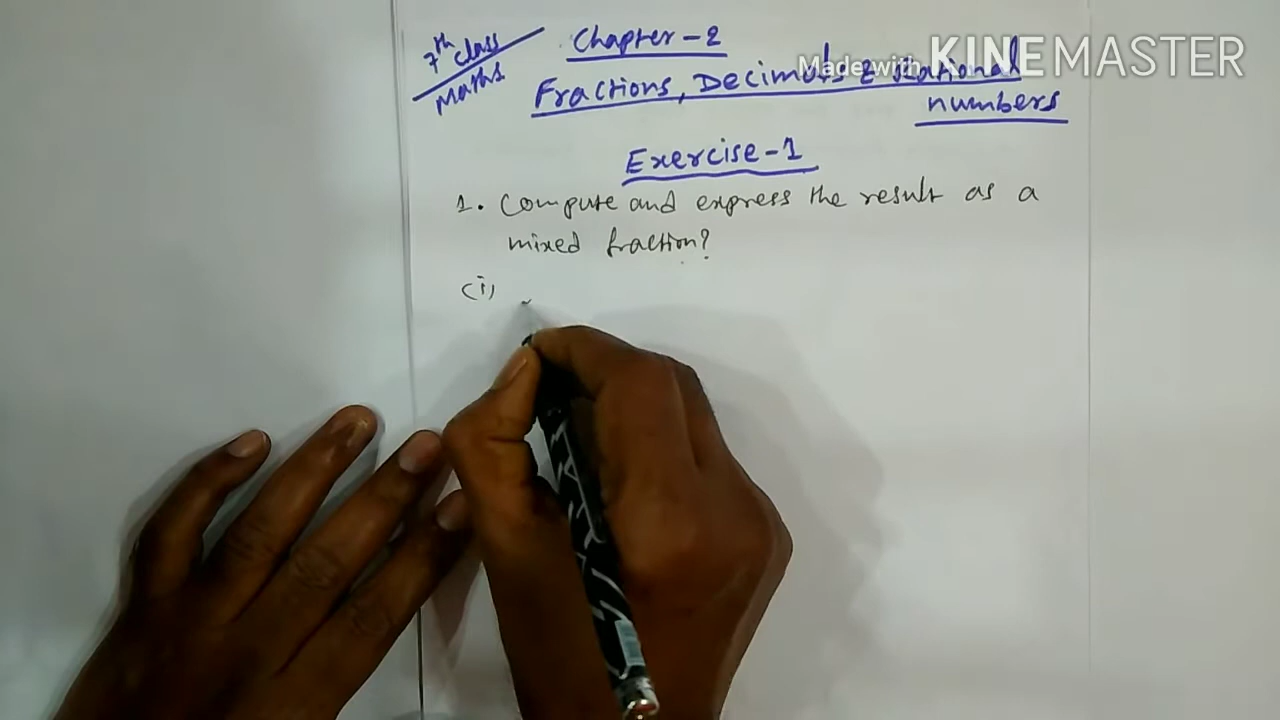 7th class
Maths
Chapter-2
Made with KINEMASTER
Fractions, Decimals & Rational
numbers
Exercise-1
1. Compute and express the result as a
mixed fraction?
(i)